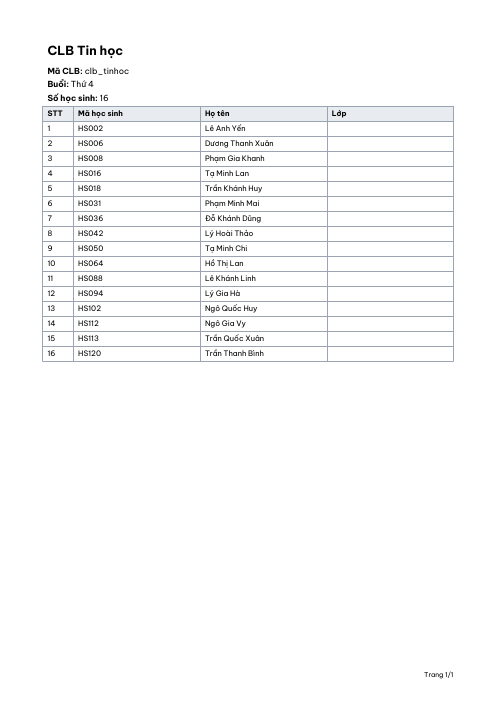 CLB Tin học
Mã CLB: clb_tinhoc
Buổi: Thứ 4
Số học sinh: 16
STT Mã học sinh Họ tên Lớp
1 HS002 Lê Anh Yến
2 HS006 Dương Thanh Xuân
3 HS008 Phạm Gia Khanh
4 HS016 Tạ Minh Lan
5 HS018 Trần Khánh Huy
6 HS031 Phạm Minh Mai
7 HS036 Đỗ Khánh Dũng
8 HS042 Lý Hoài Thảo
9 HS050 Tạ Minh Chi
10 HS064 Hồ Thị Lan
11 HS088 Lê Khánh Linh
12 HS094 Lý Gia Hà
13 HS102 Ngô Quốc Huy
14 HS112 Ngô Gia Vy
15 HS113 Trần Quốc Xuân
16 HS120 Trần Thanh Bình
Trang 1/1